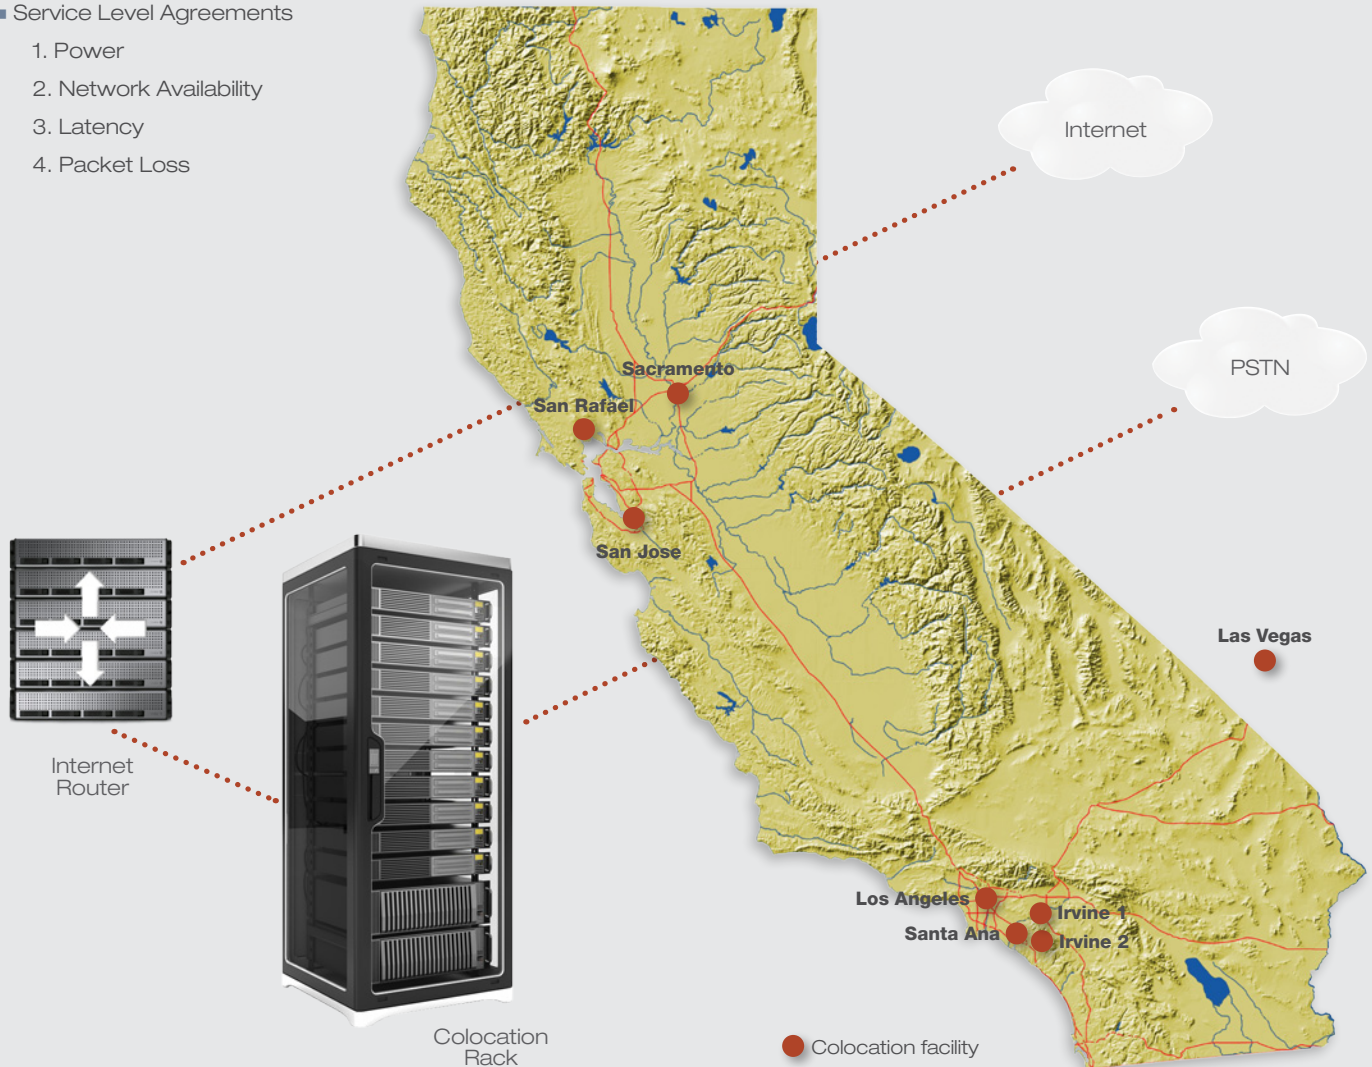 Service Level Agreements
1. Power
2. Network Availability
3. Latency
4. Packet Loss
Internet
PSTN
Sacramento
San Rafael
San Jose
Las Vegas
Internet
Router
Los Angeles
Irvine 1
Santa Ana
Irvine 2
Colocation
Rack
Colocation facility